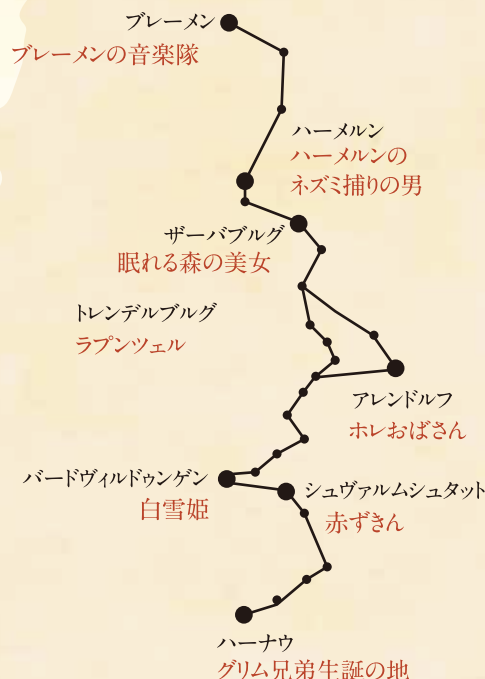 ブレーメン
ブレーメンの音楽隊
ハーメルン
ハーメルンの
ネズミ捕りの男
ザーバブルグ
眠れる森の美女
トレンデルブルグ
ラプンツェル
アレンドルフ
ホレおばさん
バードヴィルドゥンゲン
白雪姫
シュヴァルムシュタット
赤ずきん
ハーナウ
グリム兄弟生誕の地